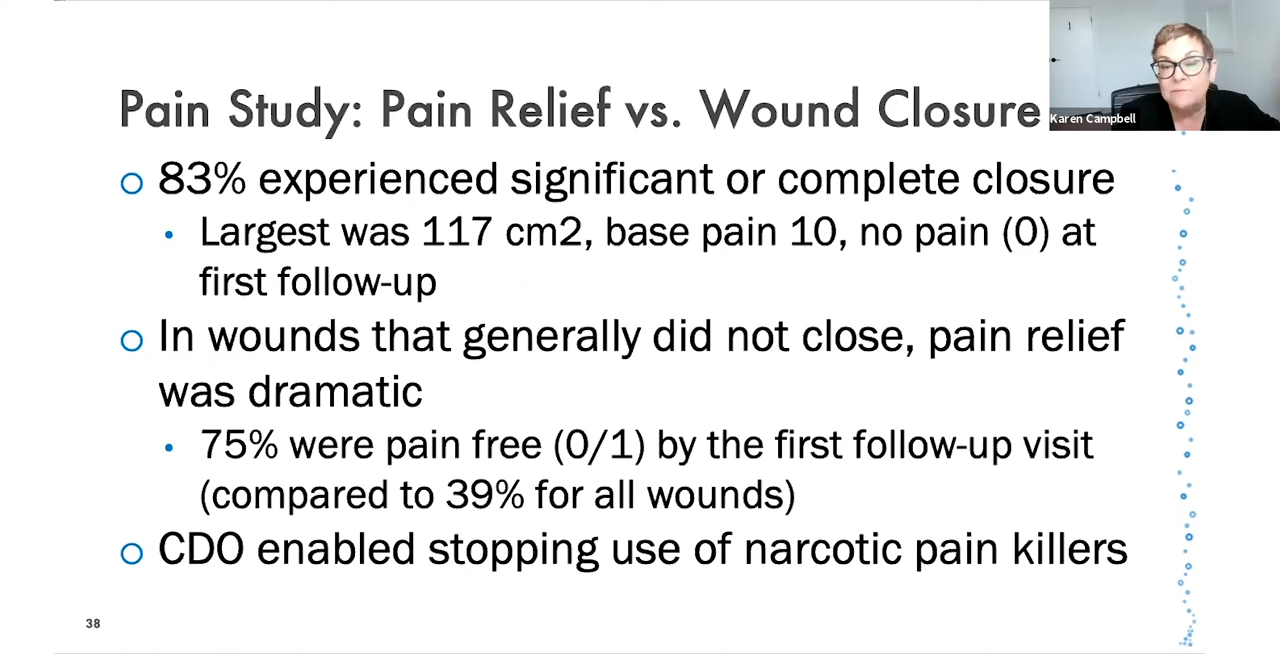 Pain Study: Pain Relief vs. Wound Closure
Karen Campbell
83% experienced significant or complete closure
Largest was 117 cm2, base pain 10, no pain (0) at
first follow-up
In wounds that generally did not close, pain relief
was dramatic
75% were pain free (0/1) by the first follow-up visit
(compared to 39% for all wounds)
CDO enabled stopping use of narcotic pain killers
38